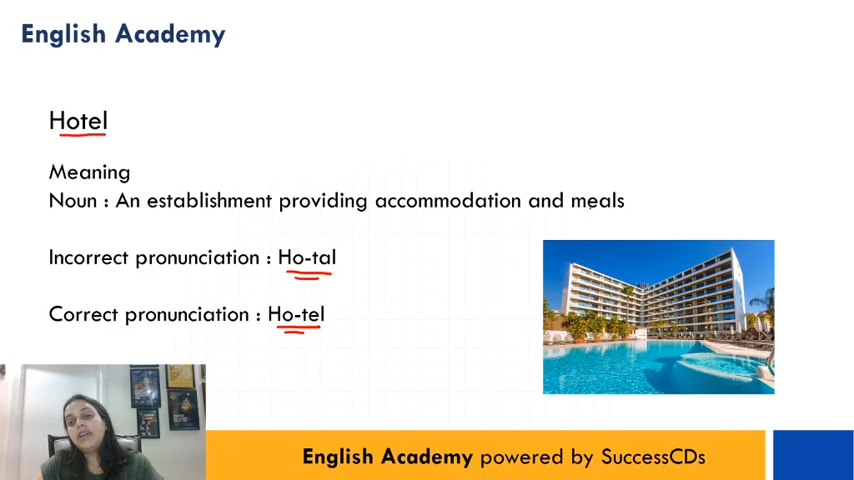 English Academy
Hotel
Meaning
Noun : An establishment providing accommodation and meals
Incorrect pronunciation : Ho-tal
Correct pronunciation : Ho-tel
English Academy powered by SuccessCDs